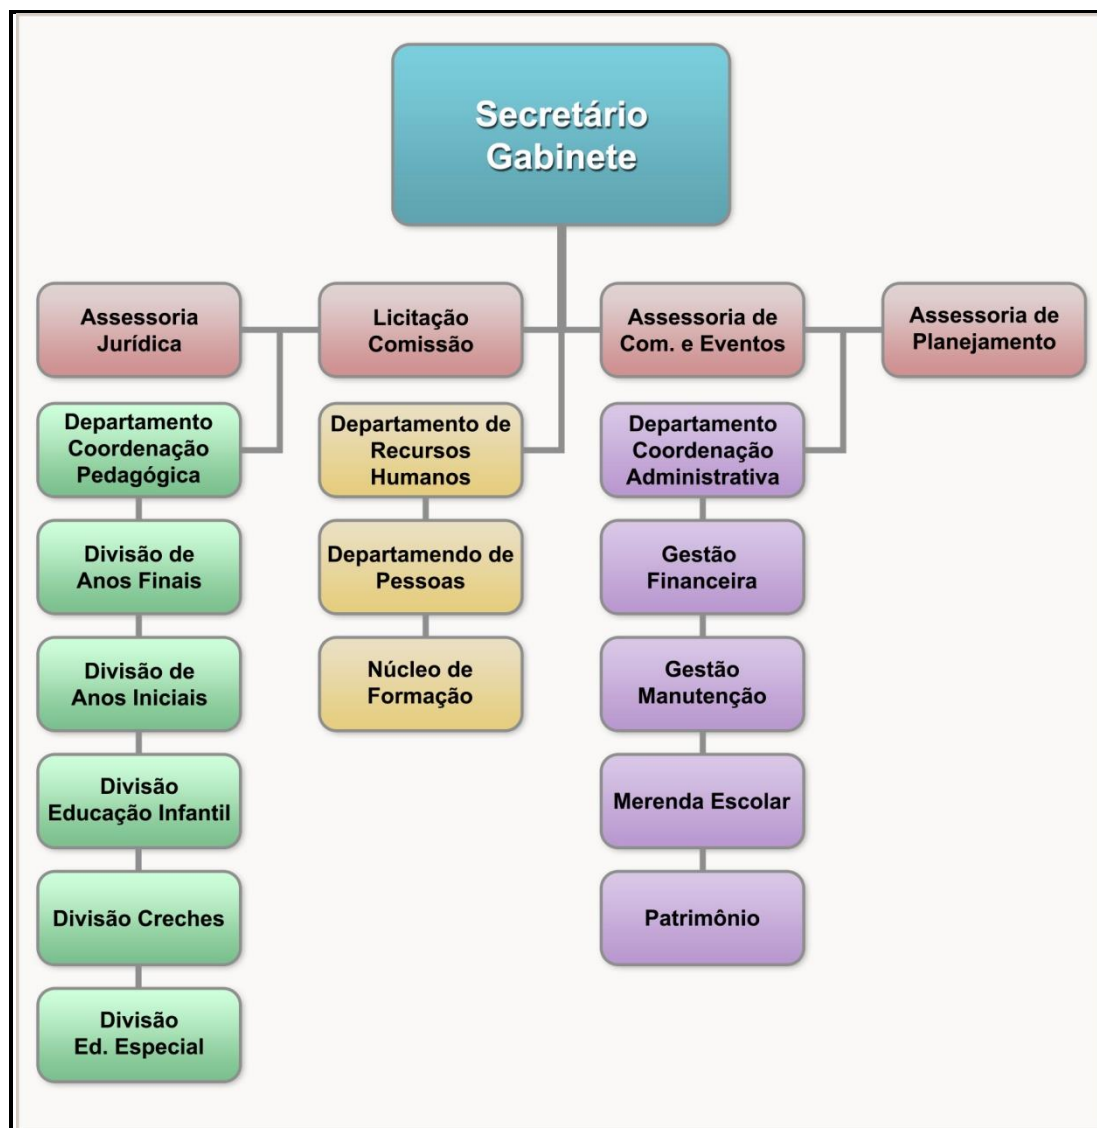 Secretário
Gabinete
Assessoria
Jurídica
Licitação
Comissão
Assessoria de
Com. e Eventos
Assessoria de
Planejamento
Departamento
Coordenação
Pedagógica
Departamento de
Recursos
Humanos
Departamento
Coordenação
Administrativa
Divisão de
Anos Finais
Departamendo de
Pessoas
Gestão
Financeira
Divisão de
Anos Iniciais
Núcleo de
Formação
Gestão
Manutenção
Divisão
Educação Infantil
Merenda Escolar
Divisão Creches
Patrimônio
Divisão
Ed. Especial